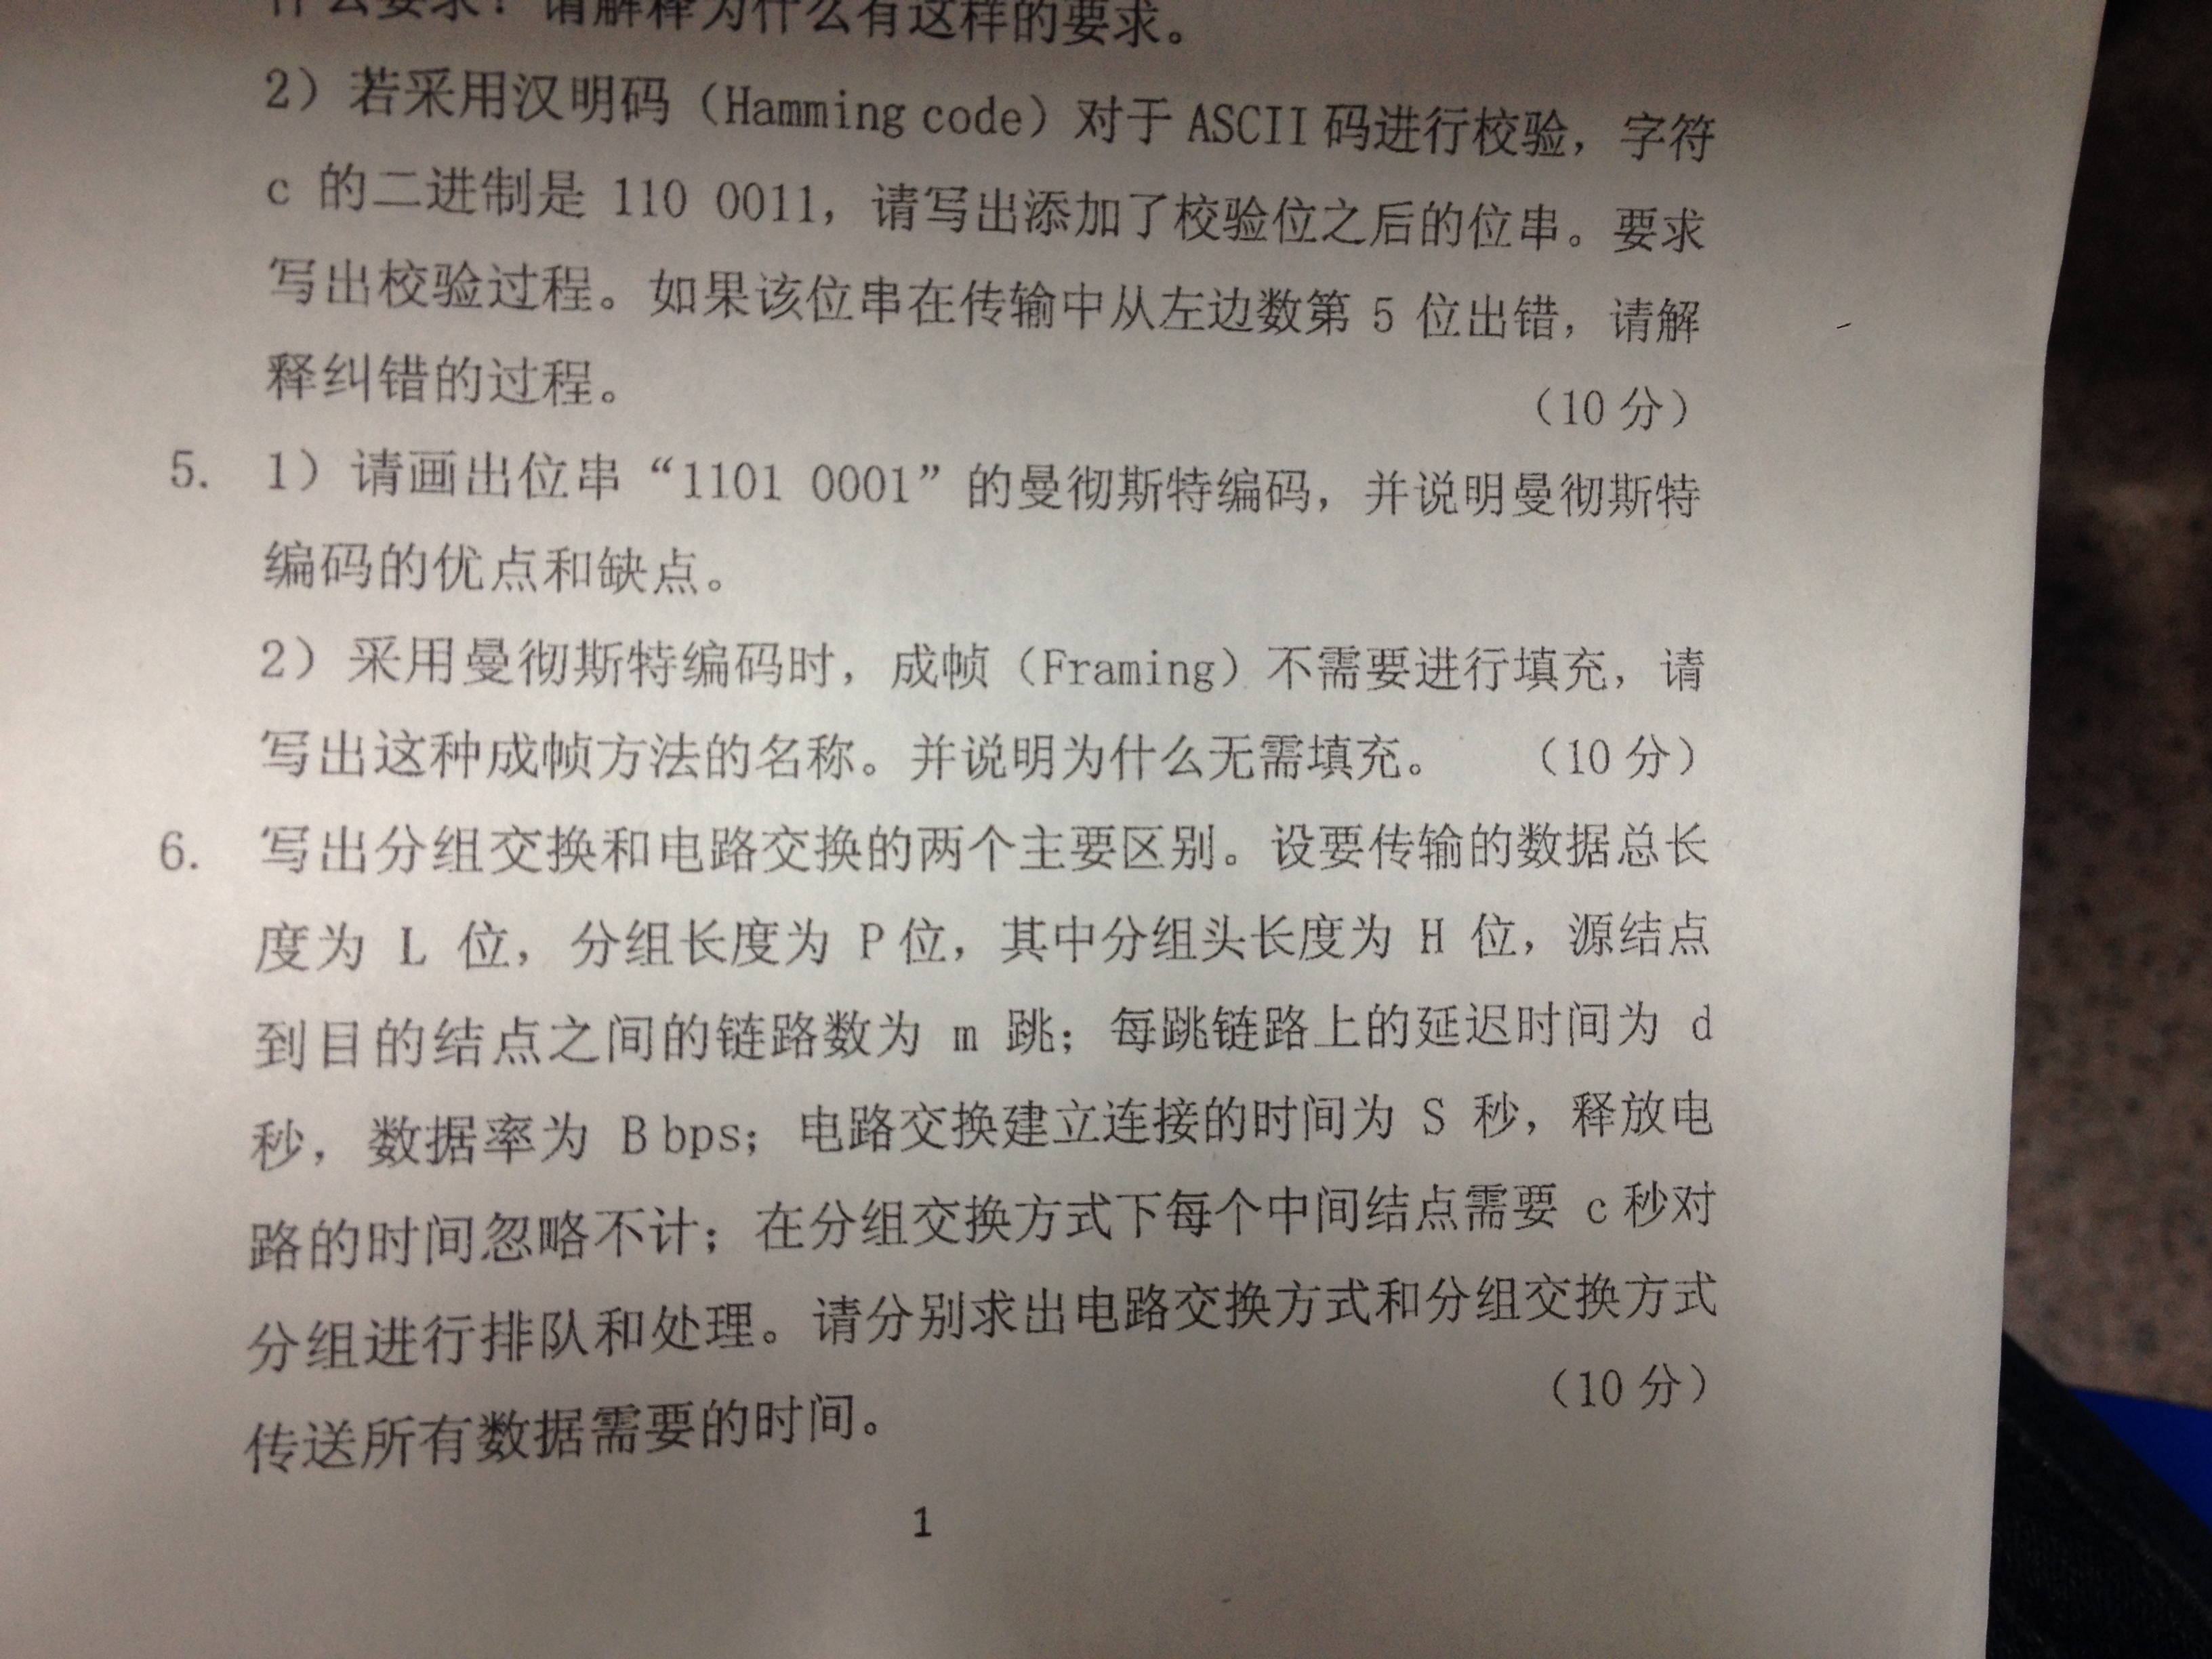 什么要求？请解释为什么有这样的要求。
2）若采用汉明码（Hamming code）对于 ASCII 码进行校验，字符
c 的二进制是 110 0011，请写出添加了校验位之后的位串。要求
写出校验过程。如果该位串在传输中从左边数第 5 位出错，请解
释纠错的过程。 （10 分）
5. 1）请画出位串“1101 0001”的曼彻斯特编码，并说明曼彻斯特
编码的优点和缺点。
2）采用曼彻斯特编码时，成帧（Framing）不需要进行填充，请
写出这种成帧方法的名称。并说明为什么无需填充。 （10 分）
6. 写出分组交换和电路交换的两个主要区别。设要传输的数据总长
度为 L 位，分组长度为 P 位，其中分组头长度为 H 位，源结点
到目的结点之间的链路数为 m 跳；每跳链路上的延迟时间为 d
秒，数据率为 B bps；电路交换建立连接的时间为 S 秒，释放电
路的时间忽略不计；在分组交换方式下每个中间结点需要 c 秒对
分组进行排队和处理。请分别求出电路交换方式和分组交换方式
传送所有数据需要的时间。 （10 分）
1